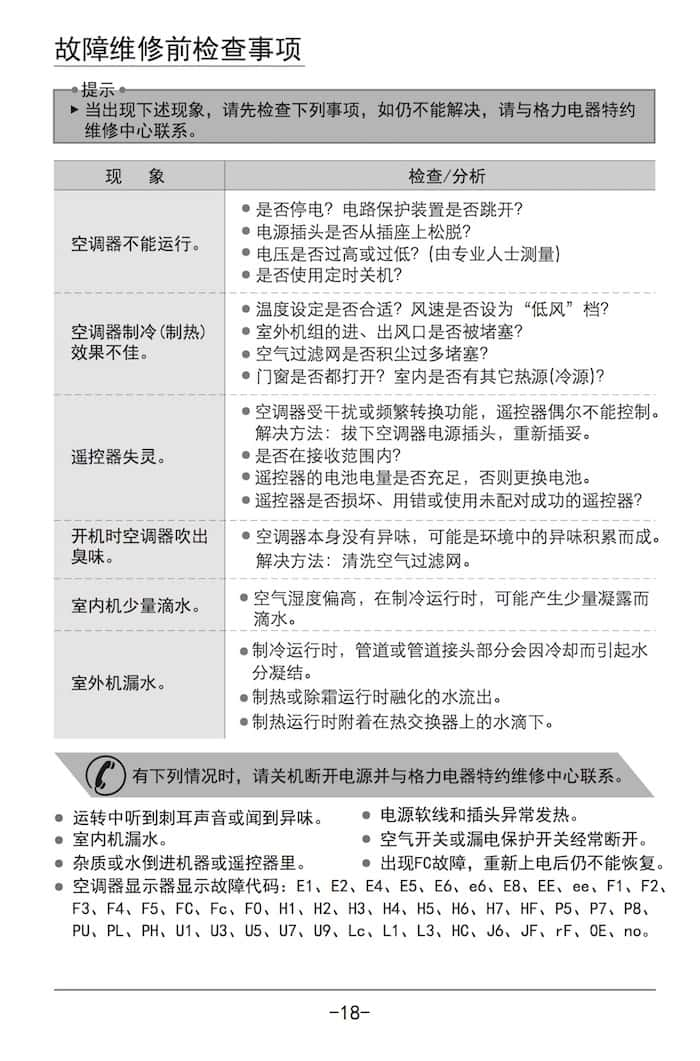 故障维修前检查事项
•提示•
▶ 当出现下述现象，请先检查下列事项，如仍不能解决，请与格力电器特约
维修中心联系。
现 象
检查/分析
空调器不能运行。
• 是否停电？电路保护装置是否跳开？
• 电源插头是否从插座上松脱？
• 电压是否过高或过低？(由专业人士测量)
• 是否使用定时关机？
空调器制冷(制热)
效果不佳。
• 温度设定是否合适？风速是否设为“低风”档？
• 室外机组的进、出风口是否被堵塞？
• 空气过滤网是否积尘过多堵塞？
• 门窗是否都打开？室内是否有其它热源(冷源)？
遥控器失灵。
• 空调器受干扰或频繁转换功能，遥控器偶尔不能控制。
解决方法：拔下空调器电源插头，重新插妥。
• 是否在接收范围内？
• 遥控器的电池电量是否充足，否则更换电池。
• 遥控器是否损坏、用错或使用未配对成功的遥控器？
开机时空调器吹出
臭味。
• 空调器本身没有异味，可能是环境中的异味积累而成。
解决方法：清洗空气过滤网。
室内机少量滴水。
• 空气湿度偏高，在制冷运行时，可能产生少量凝露而
滴水。
室外机漏水。
• 制冷运行时，管道或管道接头部分会因冷却而引起水
分凝结。
• 制热或除霜运行时融化的水流出。
• 制热运行时附着在热交换器上的水滴下。
有下列情况时，请关机断开电源并与格力电器特约维修中心联系。
• 运转中听到刺耳声音或闻到异味。
• 电源软线和插头异常发热。
• 室内机漏水。
• 空气开关或漏电保护开关经常断开。
• 杂质或水倒进机器或遥控器里。
• 出现FC故障，重新上电后仍不能恢复。
• 空调器显示器显示故障代码：E1、E2、E4、E5、E6、e6、E8、EE、ee、F1、F2、
F3、F4、F5、FC、Fc、F0、H1、H2、H3、H4、H5、H6、H7、HF、P5、P7、P8、
PU、PL、PH、U1、U3、U5、U7、U9、Lc、L1、L3、HC、J6、JF、rF、OE、no。
-18-